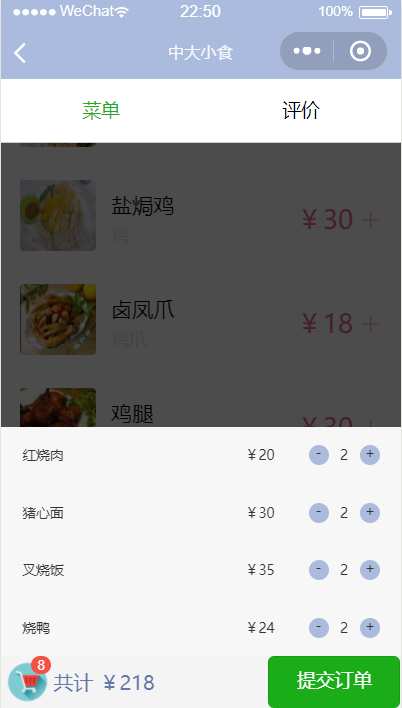 WeChat 22:50 100%
中大小食
菜单 评价
盐焗鸡
鸡
¥ 30 +
卤凤爪
鸡爪
¥ 18 +
鸡腿
¥ 30 +
红烧肉 ¥20 - 2 +
猪心面 ¥30 - 2 +
叉烧饭 ¥35 - 2 +
烧鸭 ¥24 - 2 +
8 共计 ¥218 提交订单